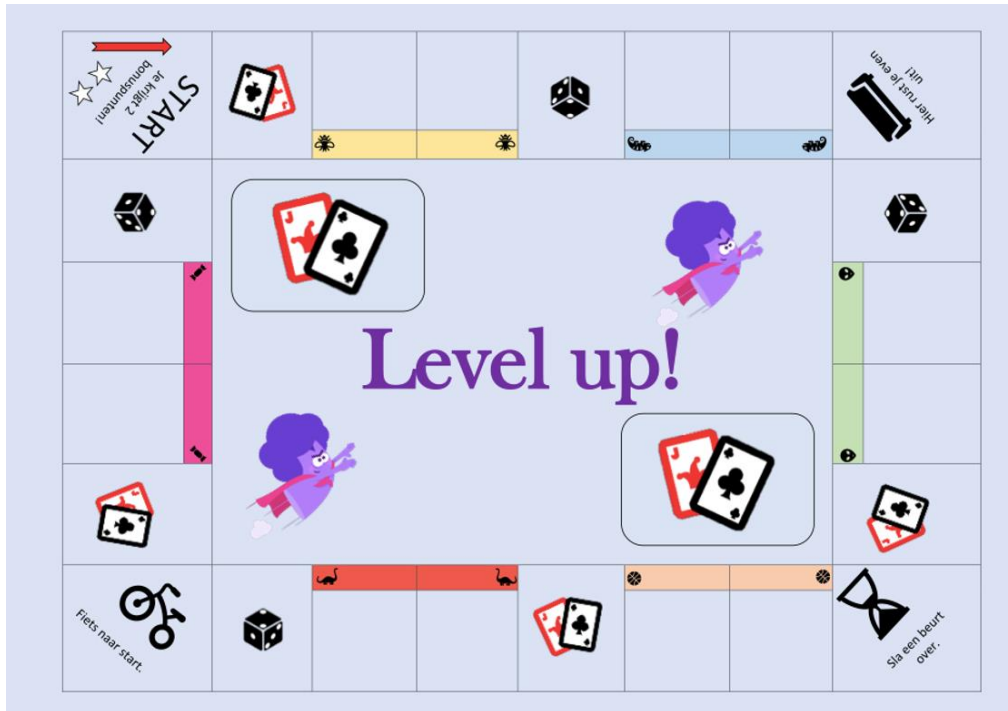 START
Je krijgt 2
bonuspunten!
Hier rust je even
uit!
Level up!
Fiets naar start.
Sla een beurt
over.